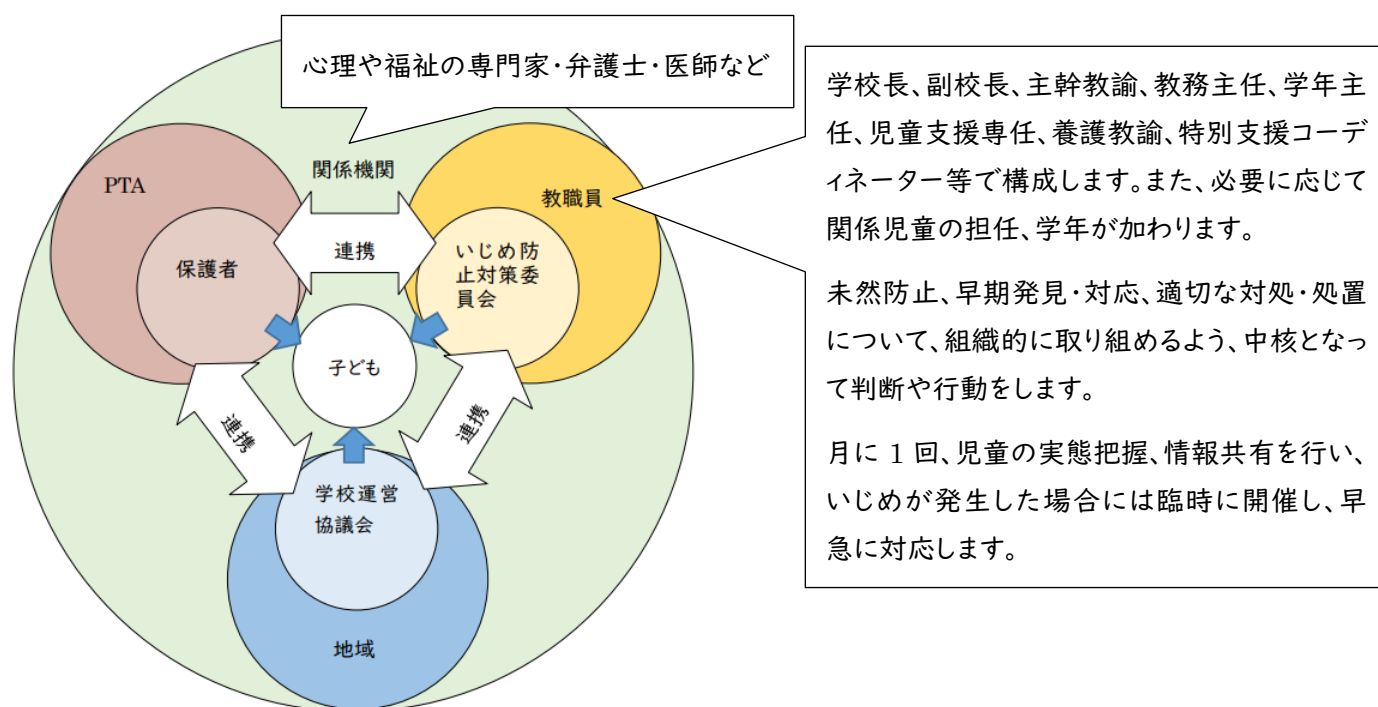 心理や福祉の専門家・弁護士・医師など
関係機関
PTA
保護者
連携
教職員
いじめ防
止対策委
員会
子ども
連携
連携
学校運営
協議会
地域
学校長、副校長、主幹教諭、教務主任、学年主
任、児童支援専任、養護教諭、特別支援コーデ
ィネーター等で構成します。また、必要に応じて
関係児童の担任、学年が加わります。
未然防止、早期発見・対応、適切な対処・処置
について、組織的に取り組めるよう、中核となっ
て判断や行動をします。
月に 1 回、児童の実態把握、情報共有を行い、
いじめが発生した場合には臨時に開催し、早
急に対応します。